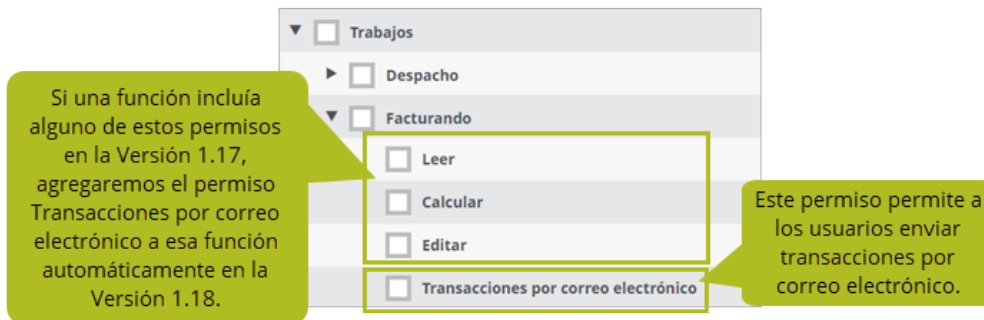 Trabajos
Despacho
Facturando
Leer
Calcular
Editar
Transacciones por correo electrónico
Si una función incluía
alguno de estos permisos
en la Versión 1.17,
agregaremos el permiso
Transacciones por correo
electrónico a esa función
automáticamente en la
Versión 1.18.
Este permiso permite a
los usuarios enviar
transacciones por
correo electrónico.